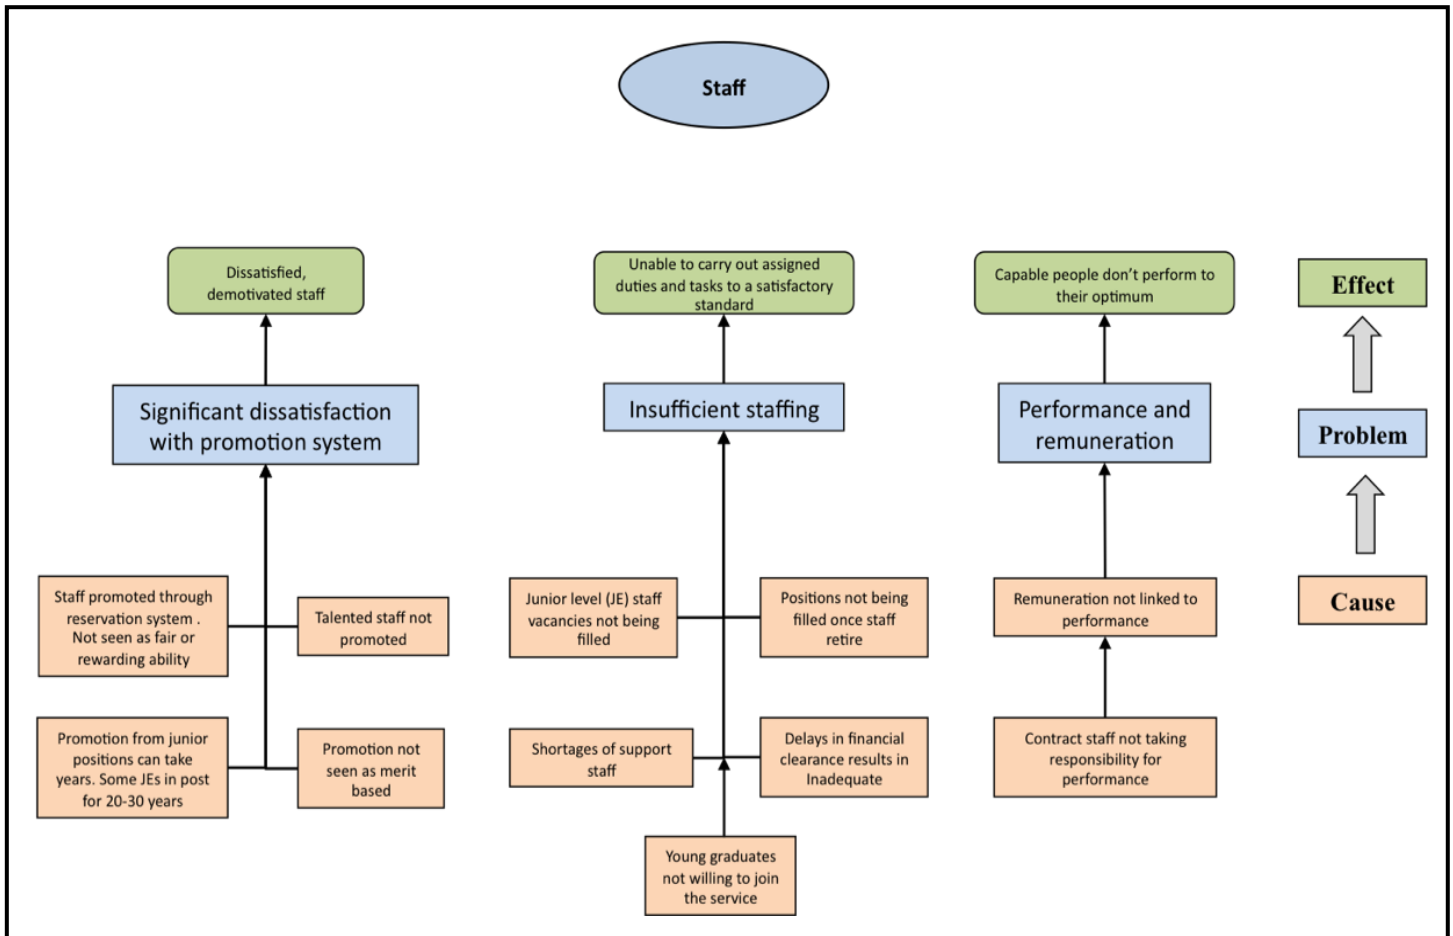 Staff
Dissatisfied,
demotivated staff
Unable to carry out assigned
duties and tasks to a satisfactory
standard
Capable people don't perform to
their optimum
Effect
Significant dissatisfaction
with promotion system
Insufficient staffing
Performance and
remuneration
Problem
Staff promoted through
reservation system .
Not seen as fair or
rewarding ability
Talented staff not
promoted
Junior level (JE) staff
vacancies not being
filled
Positions not being
filled once staff
retire
Remuneration not linked to
performance
Cause
Promotion from junior
positions can take
years. Some JEs in post
for 20-30 years
Promotion not
seen as merit
based
Shortages of support
staff
Delays in financial
clearance results in
Inadequate
Contract staff not taking
responsibility for
performance
Young graduates
not willing to join
the service